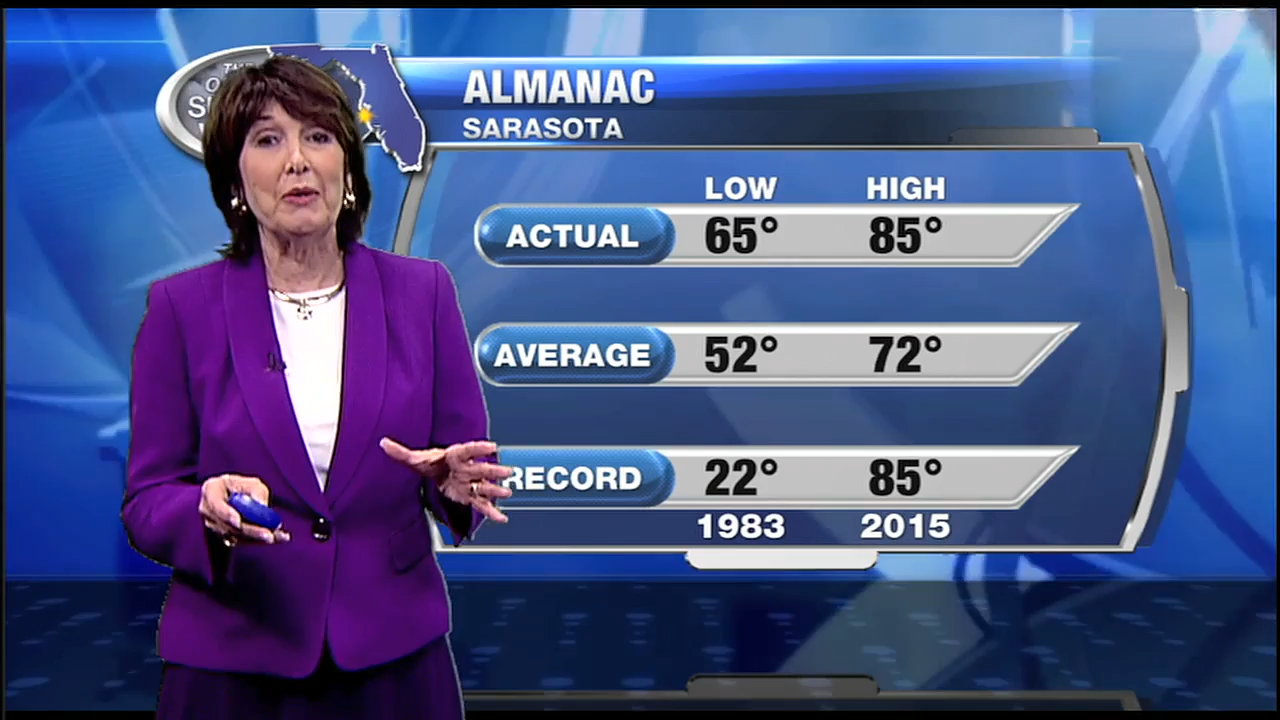 ALMANAC
SARASOTA
LOW HIGH
ACTUAL 65° 85°
AVERAGE 52° 72°
RECORD 22° 85°
1983 2015